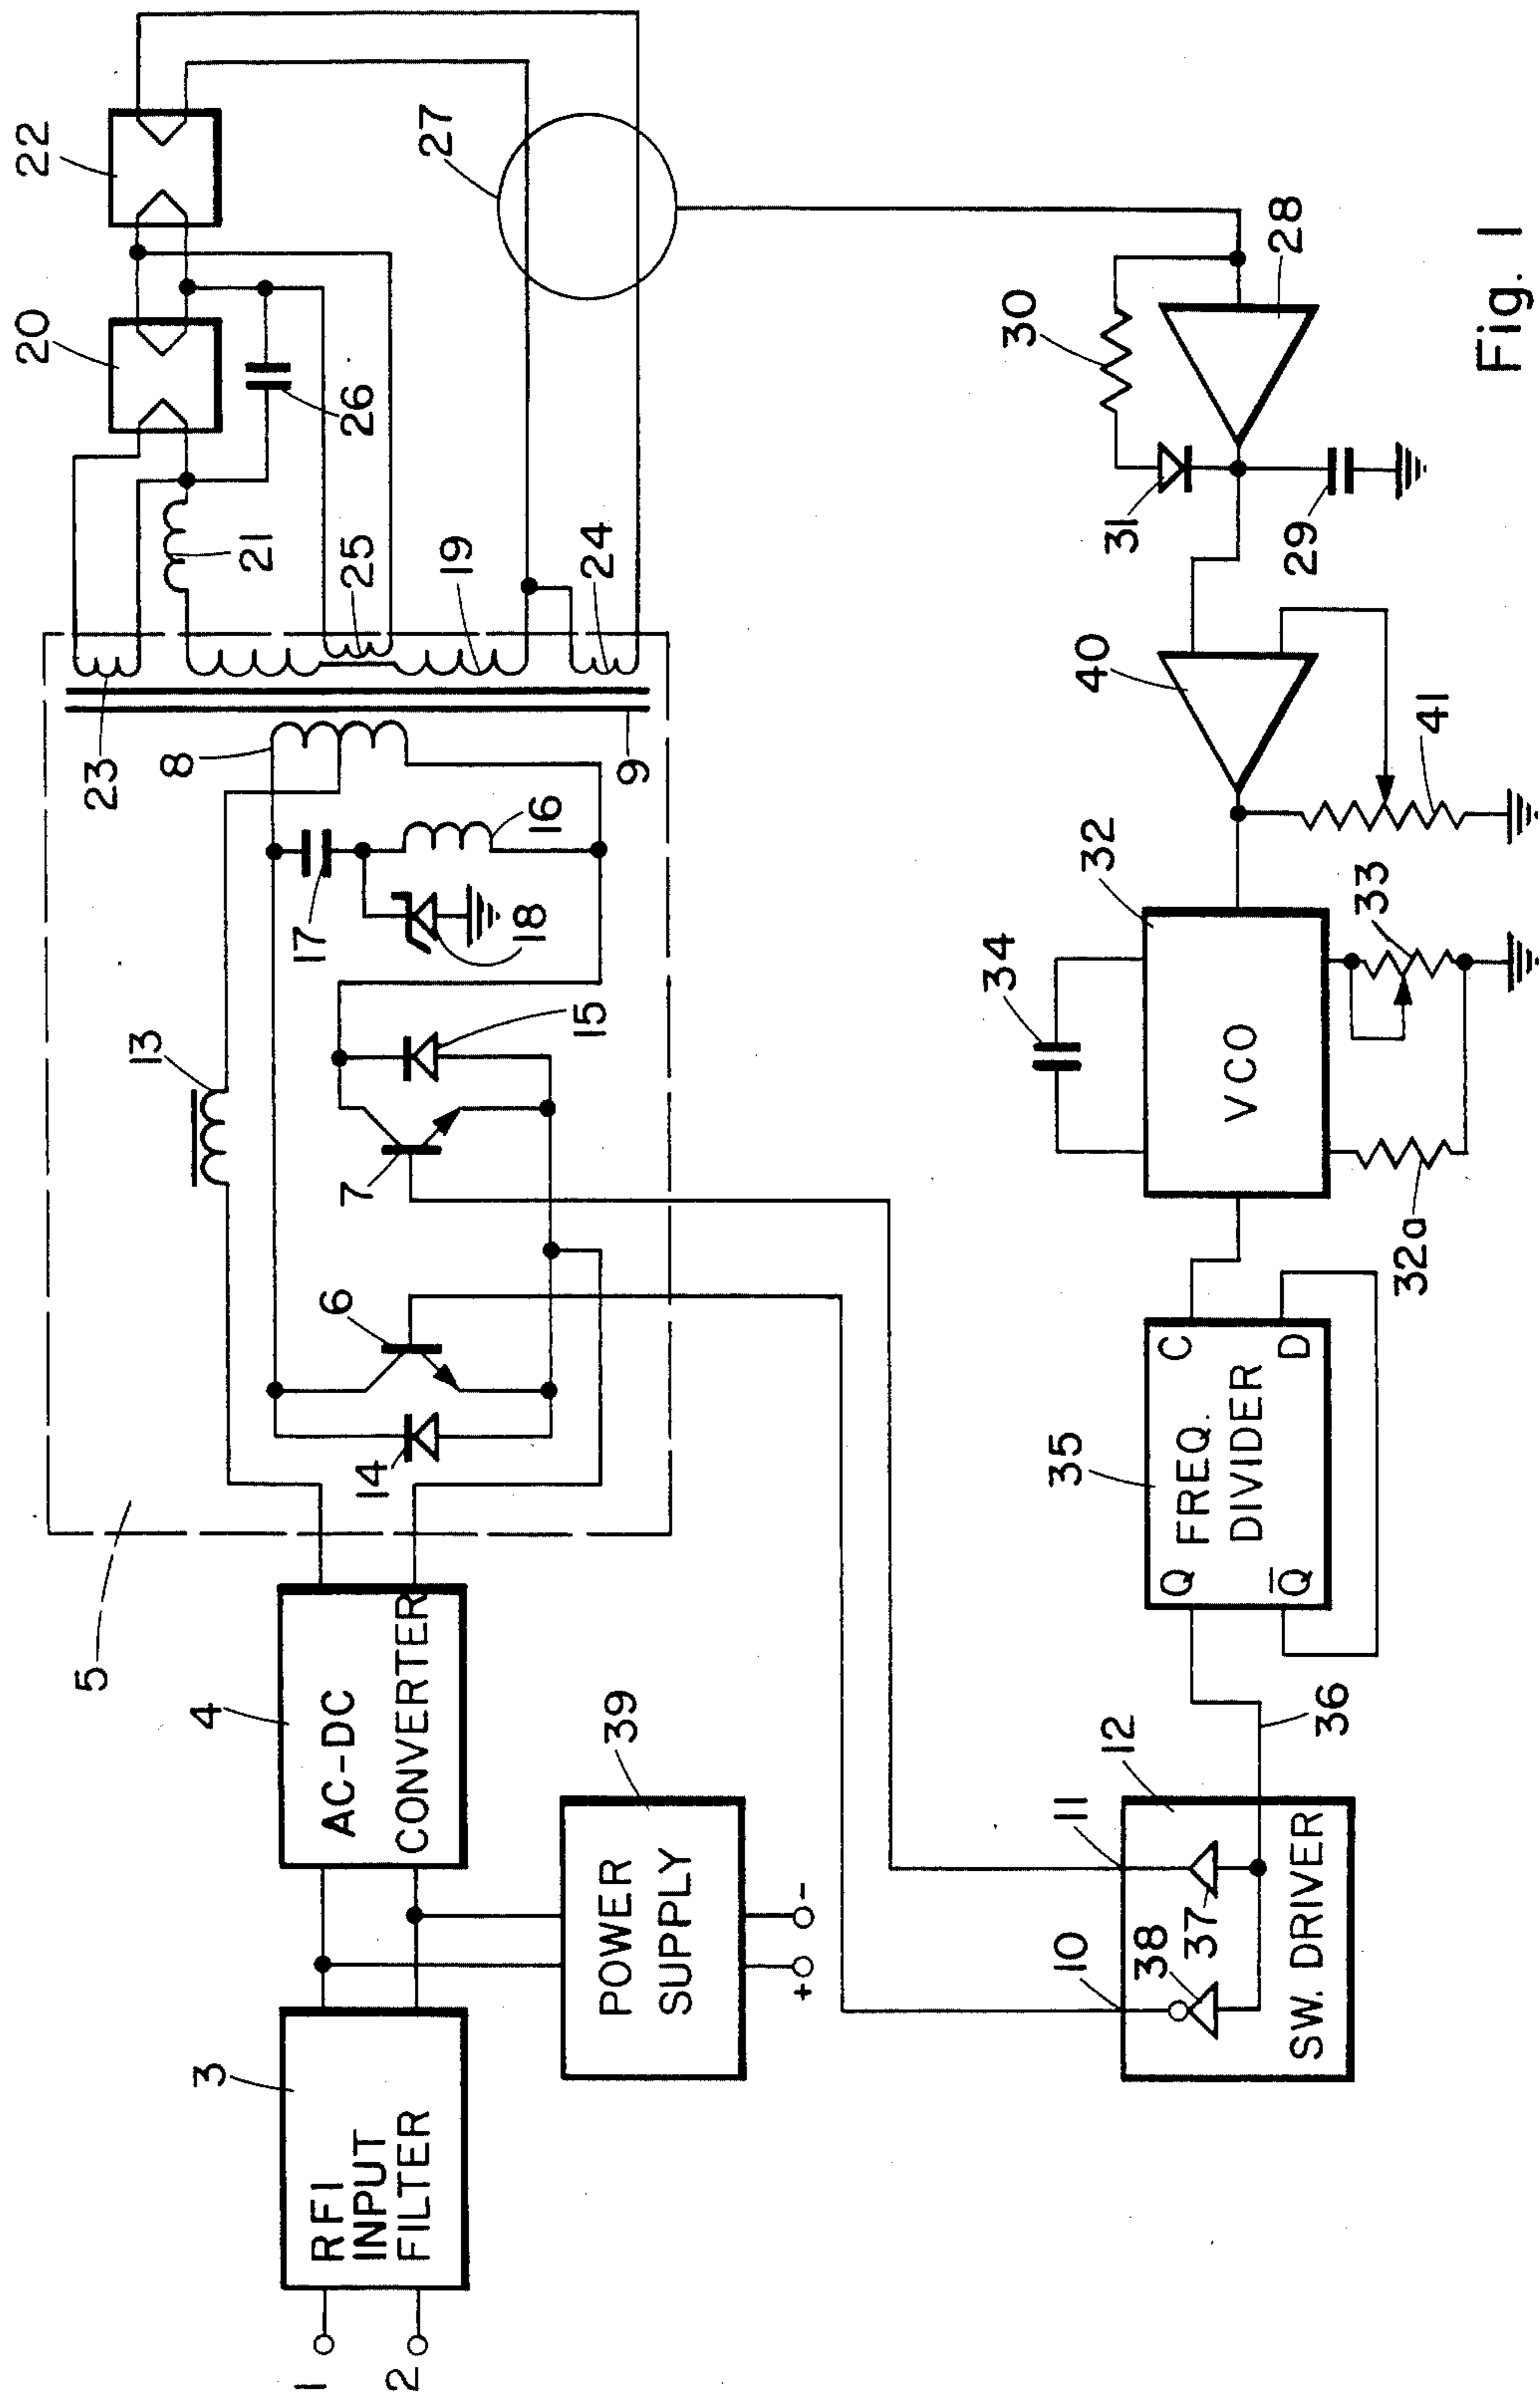 1
2
3
RFI
INPUT
FILTER
4
AC-DC
CONVERTER
39
POWER
SUPPLY
+
-
5
13
14
6
7
15
17
18
16
8
9
23
21
25
19
24
20
26
22
27
10
11
12
38
37
SW. DRIVER
36
35
Q
C
FREQ.
DIVIDER
Q̅
D
34
32
VCO
32a
33
40
41
31
30
29
28
Fig. 1